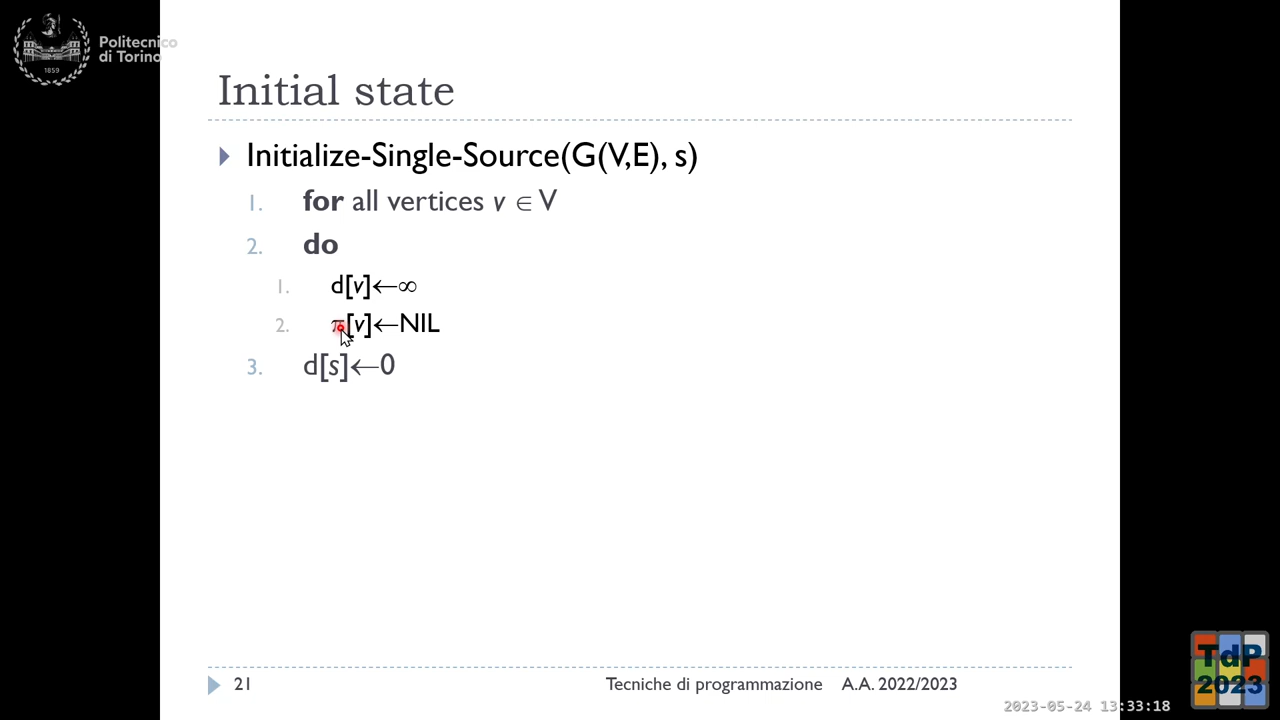 Politecnico
di Torino
1859
Initial state
Initialize-Single-Source(G(V,E), s)
1. for all vertices v ∈ V
2. do
1. d[v]←∞
2. π[v]←NIL
3. d[s]←0
21 Tecniche di programmazione A.A. 2022/2023
2023-05-24 13:33:18
TdP
2023